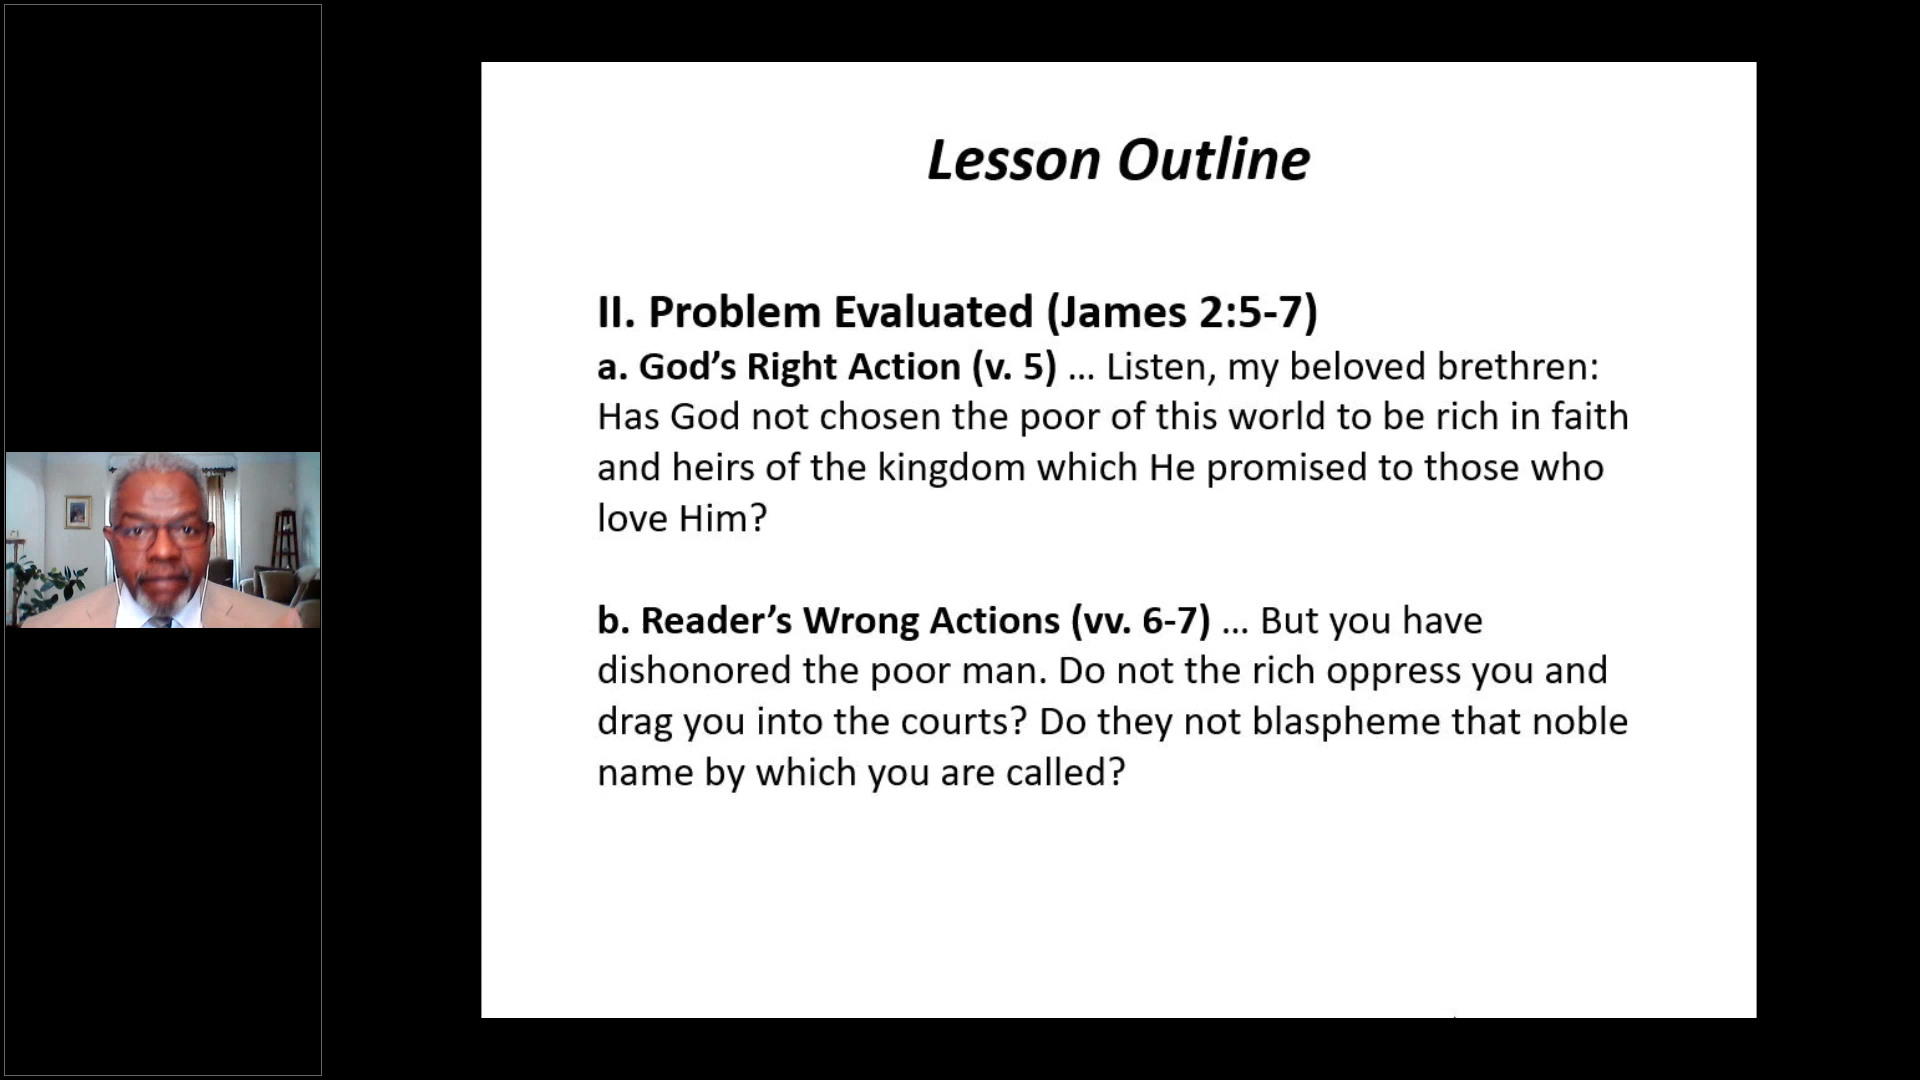 Lesson Outline
II. Problem Evaluated (James 2:5-7)
a. God’s Right Action (v. 5) … Listen, my beloved brethren:
Has God not chosen the poor of this world to be rich in faith
and heirs of the kingdom which He promised to those who
love Him?
b. Reader’s Wrong Actions (vv. 6-7) … But you have
dishonored the poor man. Do not the rich oppress you and
drag you into the courts? Do they not blaspheme that noble
name by which you are called?